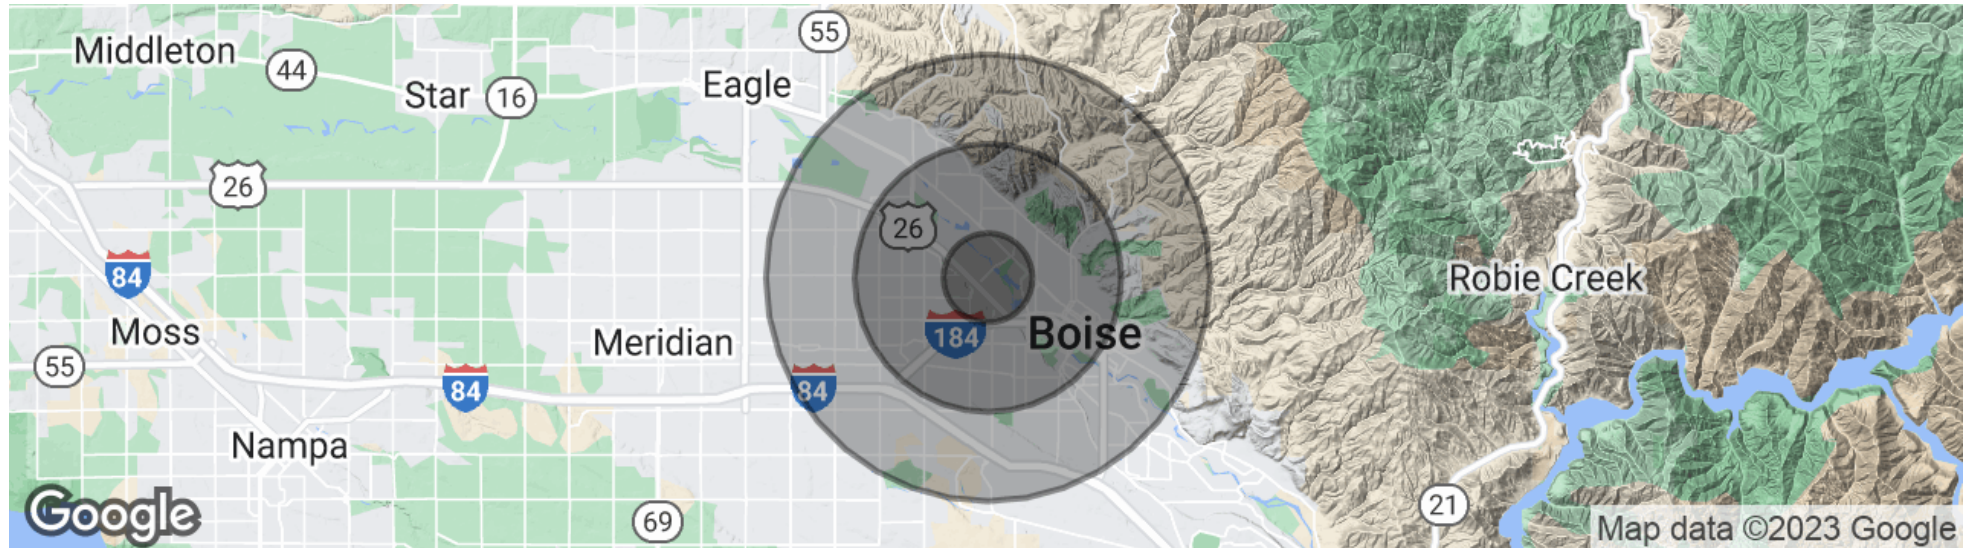 55
Middleton
44
Eagle
Star
16
26
26
84
Robie Creek
Moss
184
Boise
Meridian
55
84
84
Nampa
21
Google
69
Map data ©2023 Google